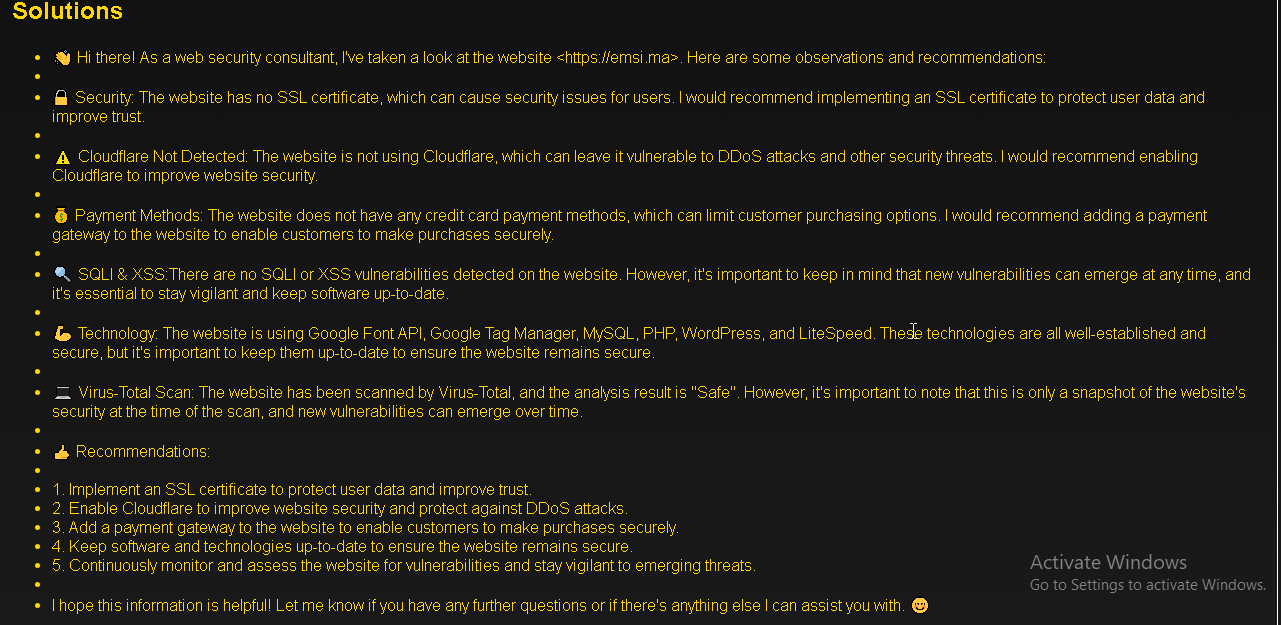 Solutions
👋 Hi there! As a web security consultant, I've taken a look at the website <https://emsi.ma>. Here are some observations and recommendations:
🔒 Security: The website has no SSL certificate, which can cause security issues for users. I would recommend implementing an SSL certificate to protect user data and
improve trust.
⚠️ Cloudflare Not Detected: The website is not using Cloudflare, which can leave it vulnerable to DDoS attacks and other security threats. I would recommend enabling
Cloudflare to improve website security.
💰 Payment Methods: The website does not have any credit card payment methods, which can limit customer purchasing options. I would recommend adding a payment
gateway to the website to enable customers to make purchases securely.
🔍 SQLI & XSS:There are no SQLI or XSS vulnerabilities detected on the website. However, it's important to keep in mind that new vulnerabilities can emerge at any time, and
it's essential to stay vigilant and keep software up-to-date.
💪 Technology: The website is using Google Font API, Google Tag Manager, MySQL, PHP, WordPress, and LiteSpeed. These technologies are all well-established and
secure, but it's important to keep them up-to-date to ensure the website remains secure.
💻 Virus-Total Scan: The website has been scanned by Virus-Total, and the analysis result is "Safe". However, it's important to note that this is only a snapshot of the website's
security at the time of the scan, and new vulnerabilities can emerge over time.
👍 Recommendations:
1. Implement an SSL certificate to protect user data and improve trust.
2. Enable Cloudflare to improve website security and protect against DDoS attacks.
3. Add a payment gateway to the website to enable customers to make purchases securely.
4. Keep software and technologies up-to-date to ensure the website remains secure.
5. Continuously monitor and assess the website for vulnerabilities and stay vigilant to emerging threats.
I hope this information is helpful! Let me know if you have any further questions or if there's anything else I can assist you with. 😊
Activate Windows
Go to Settings to activate Windows.